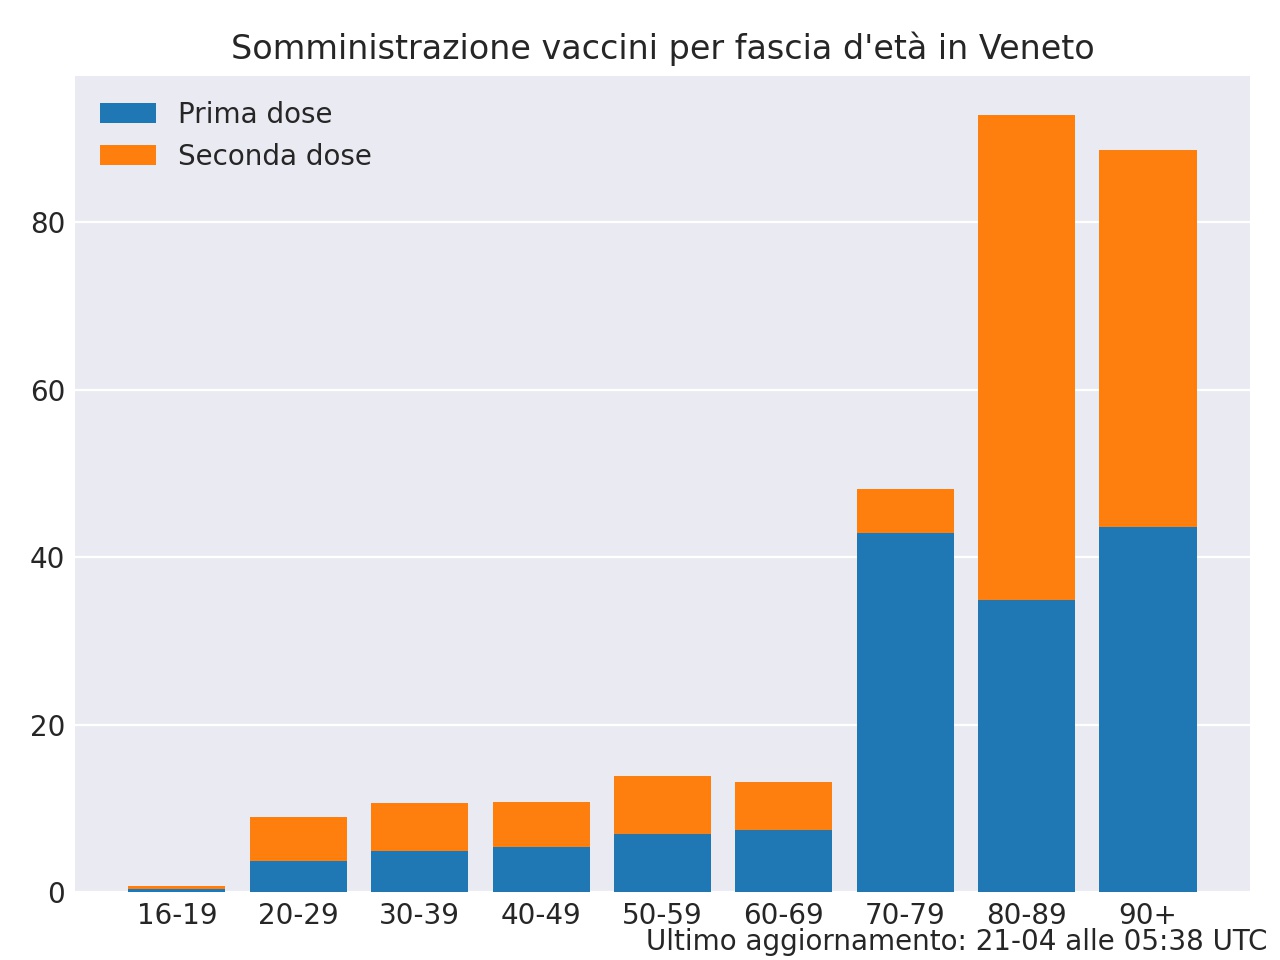 Somministrazione vaccini per fascia d'età in Veneto
Prima dose
Seconda dose
80
60
40
20
0
16-19 20-29 30-39 40-49 50-59 60-69 70-79 80-89 90+
Ultimo aggiornamento: 21-04 alle 05:38 UTC